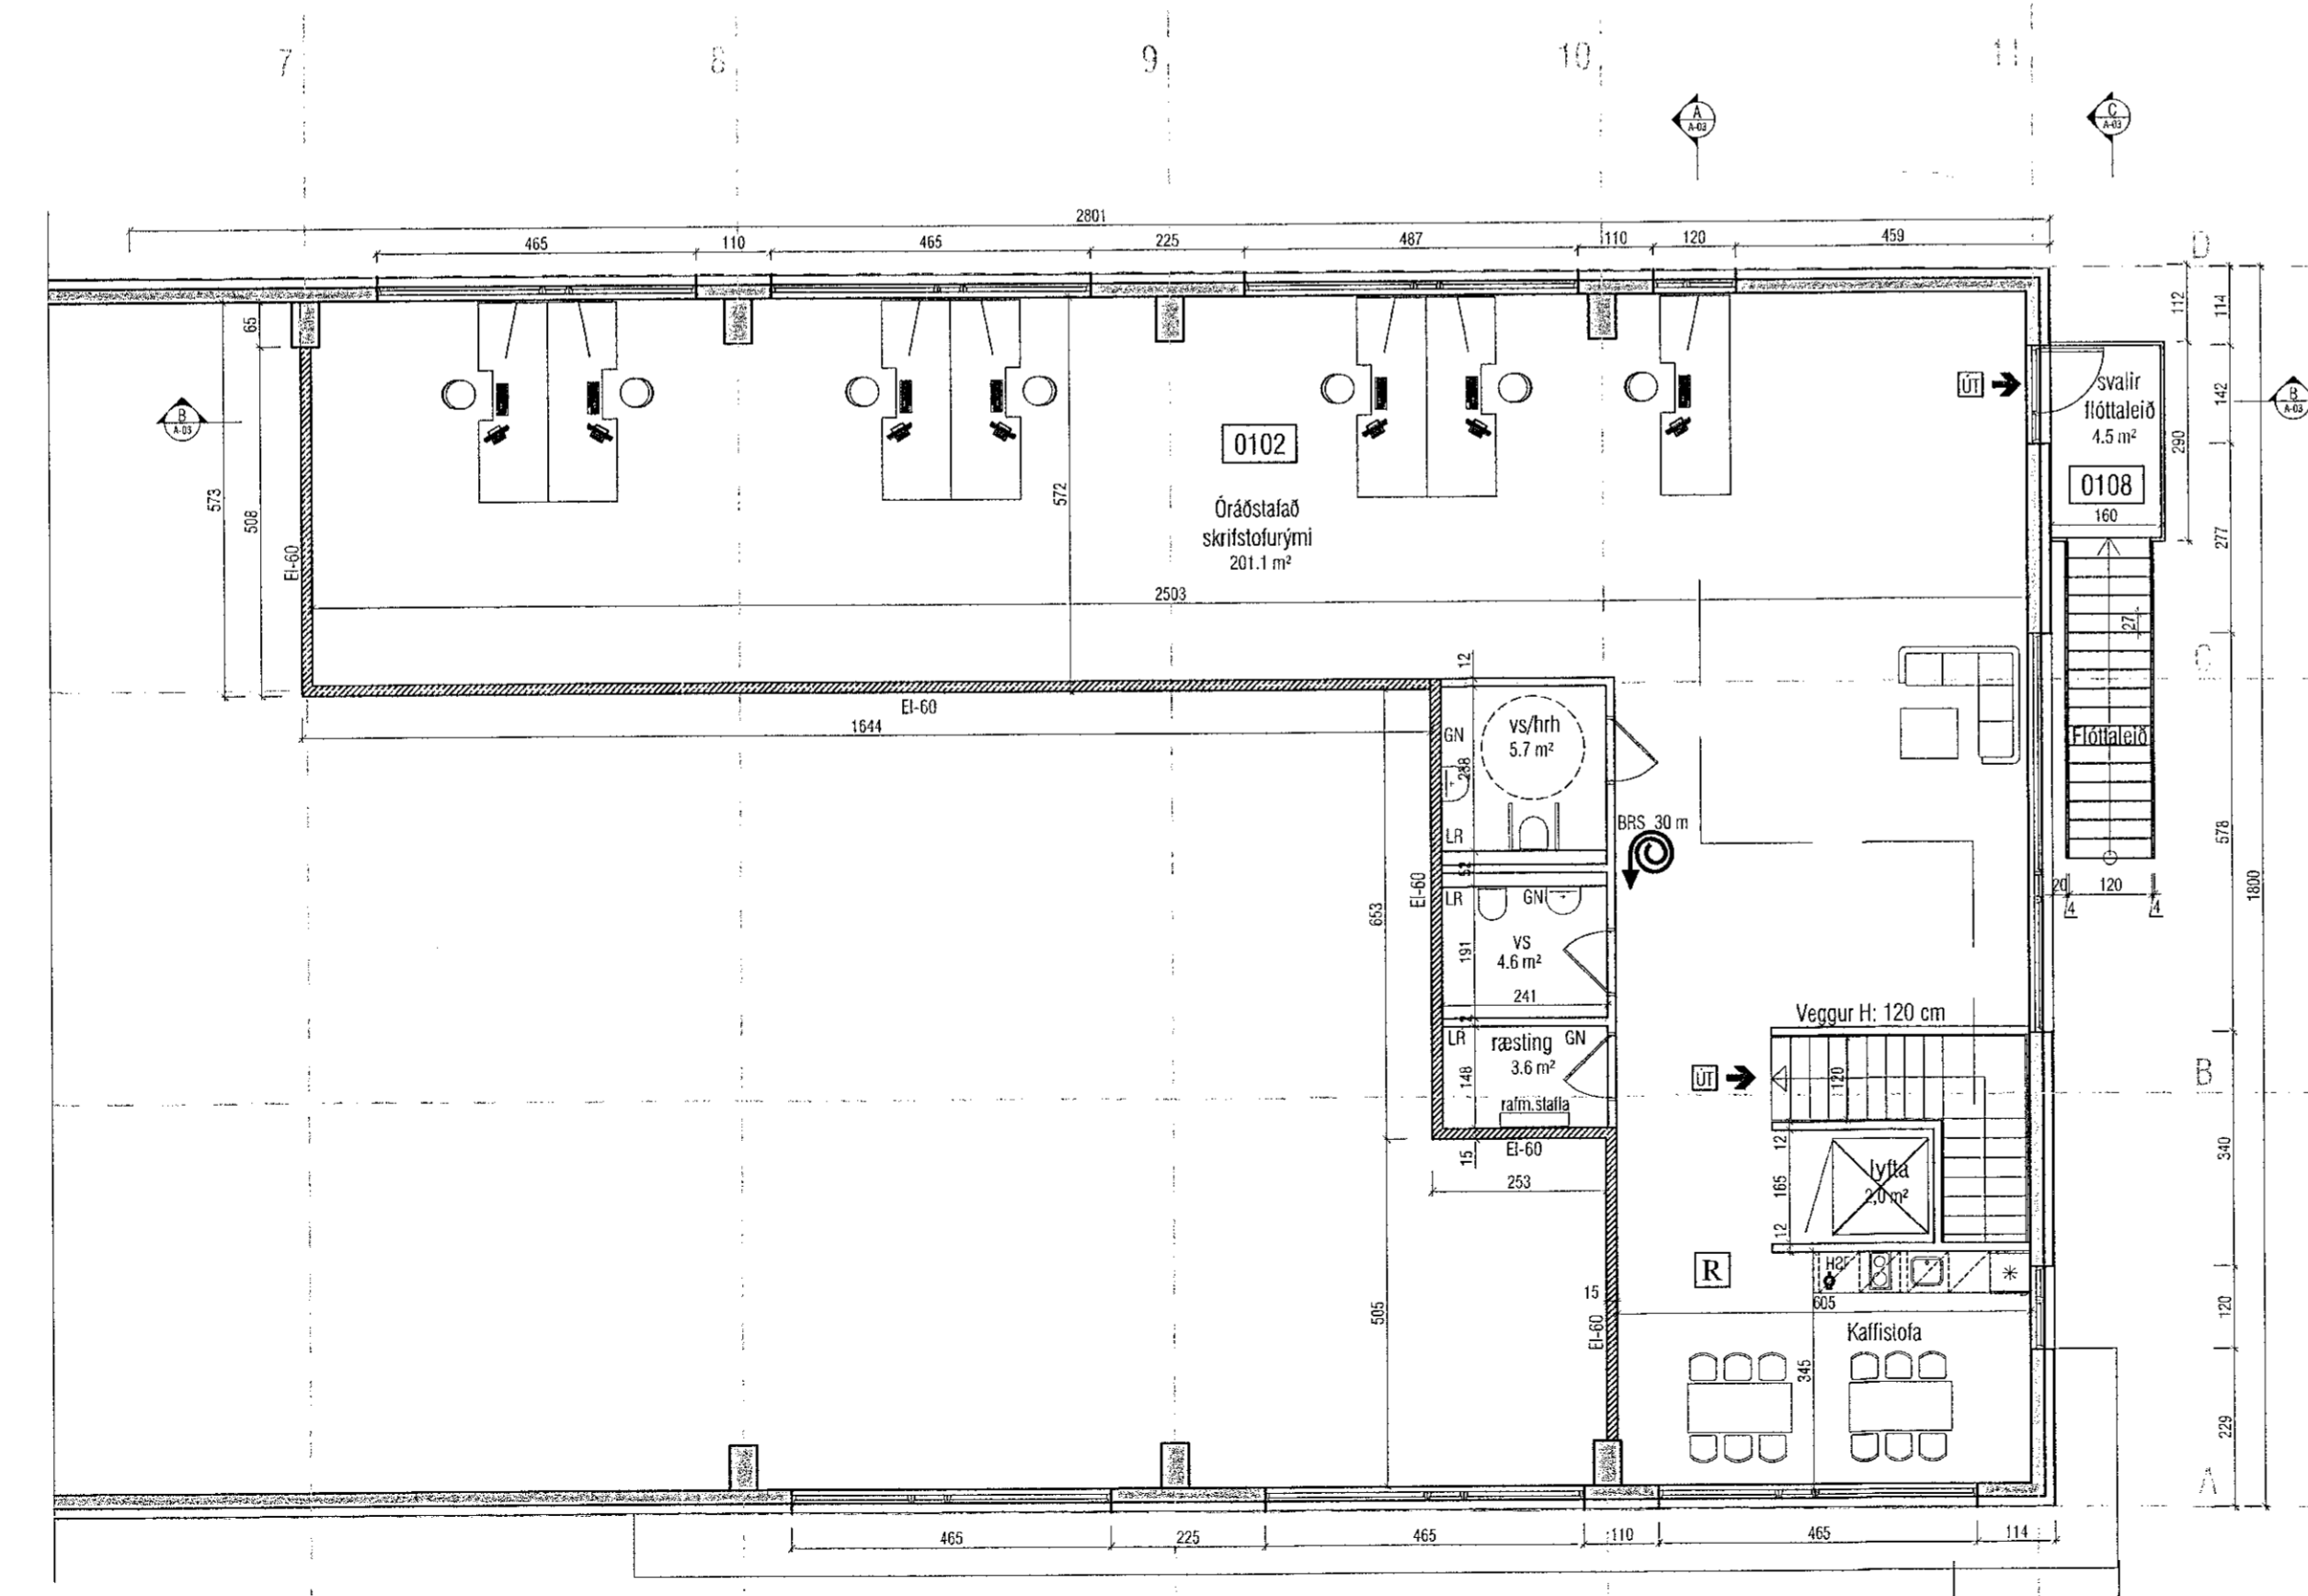 7
8
9
10
11
A
A-03
C
A-03
2801
465
110
465
225
487
110
120
459
D
65
112
114
ÚT
svalir
flóttaleið
4.5 m²
142
290
B
A-03
B
A-03
0102
0108
573
508
572
Óráðstafað
skrifstofurými
201.1 m²
160
277
EI-60
2503
27
C
12
EI-60
1644
GN
vs/hrh
5.7 m²
288
Flóttaleið
LR
BRS 30 m
578
52
EI-60
653
LR
GN
20
120
4
4
1800
191
vs
4.6 m²
241
Veggur H: 120 cm
12
LR
ræsting
GN
3.6 m²
148
ÚT
120
B
rafm.stafla
15
EI-60
12
340
253
165
lyfta
2,0 m²
12
R
15
605
505
EI-60
120
Kaffistofa
345
229
A
465
225
465
110
465
114